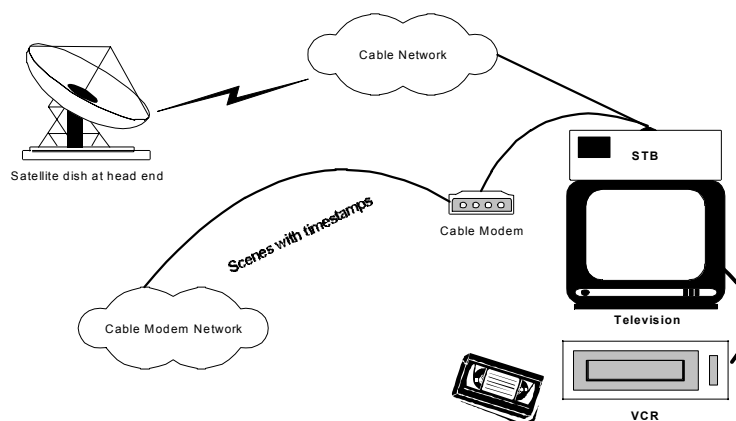 Cable Network
STB
Satellite dish at head end
Scenes with timestamps
Cable Modem
Television
Cable Modem Network
VCR